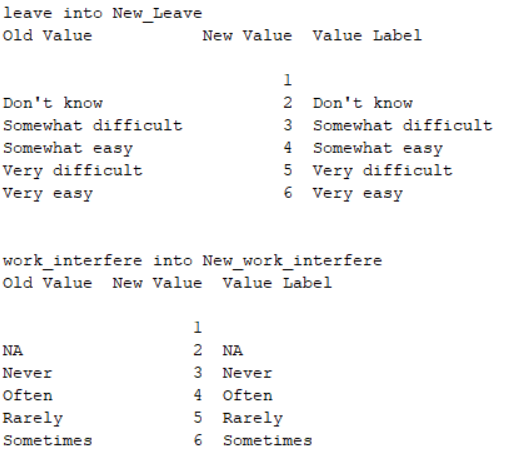 leave into New_Leave
Old Value New Value Value Label
1
Don't know 2 Don't know
Somewhat difficult 3 Somewhat difficult
Somewhat easy 4 Somewhat easy
Very difficult 5 Very difficult
Very easy 6 Very easy
work_interfere into New_work_interfere
Old Value New Value Value Label
1
NA 2 NA
Never 3 Never
Often 4 Often
Rarely 5 Rarely
Sometimes 6 Sometimes